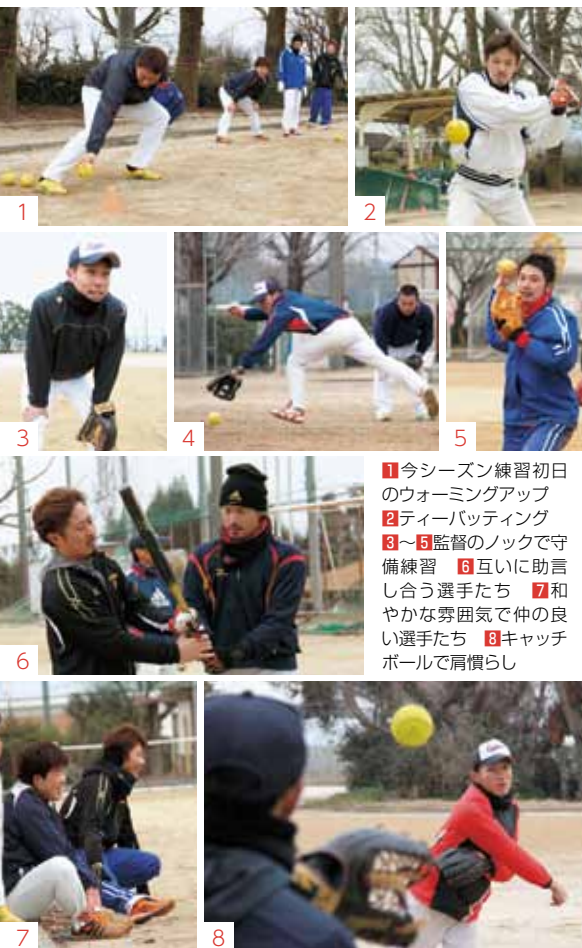 1
2
3
4
5
1今シーズン練習初日
のウォーミングアップ
2ティーバッティング
3～5監督のノックで守
備練習 6互いに助言
し合う選手たち 7和
やかな雰囲気で仲の良
い選手たち 8キャッチ
ボールで肩慣らし
6
7
8